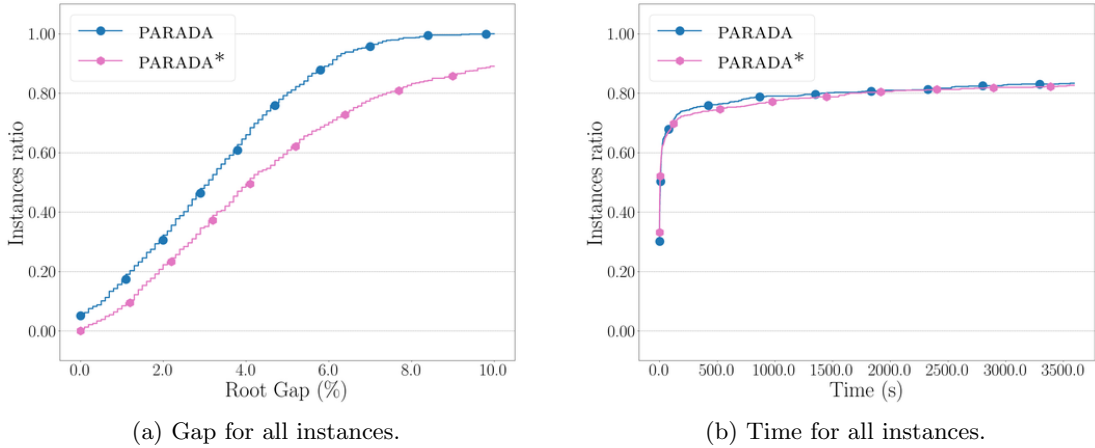 PARADA
PARADA*
Instances ratio
1.00
0.80
0.60
0.40
0.20
0.00
0.0 2.0 4.0 6.0 8.0 10.0
Root Gap (%)
(a) Gap for all instances.
PARADA
PARADA*
Instances ratio
1.00
0.80
0.60
0.40
0.20
0.00
0.0 500.0 1000.0 1500.0 2000.0 2500.0 3000.0 3500.0
Time (s)
(b) Time for all instances.